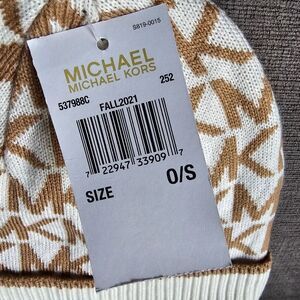 S819-0015
MICHAEL
MICHAEL KORS
537988C 252
FALL2021
7 22947 33909 7
SIZE O/S